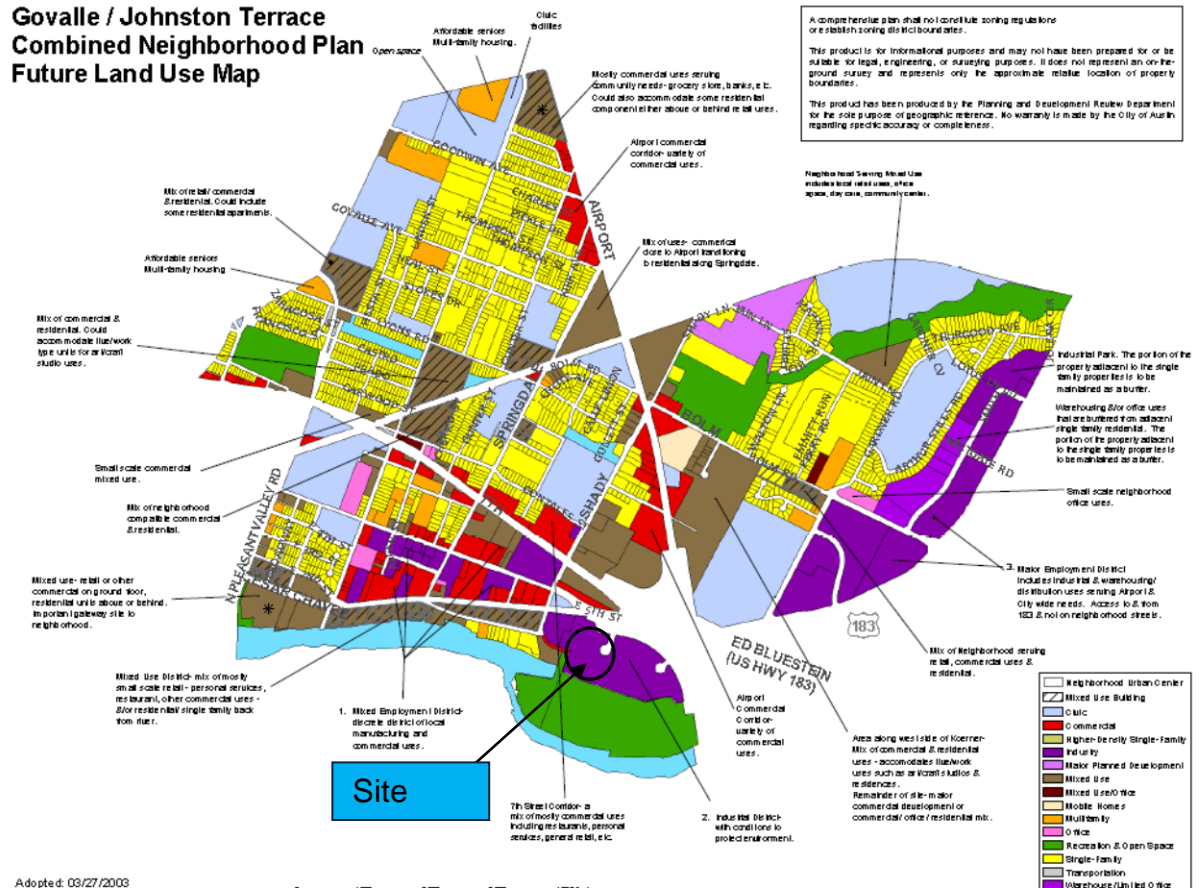 Govalle / Johnston Terrace
Combined Neighborhood Plan
Future Land Use Map
Open space
Affordable seniors
Multi-family housing.
Civic
facilities
A comprehensive plan shall not constitute zoning regulations
or establish zoning district boundaries.
This product is for informational purposes and may not have been prepared for or be
suitable for legal, engineering, or surveying purposes. It does not represent an on-the-
ground survey and represents only the approximate relative location of property
boundaries.
This product has been produced by the Planning and Development Review Department
for the sole purpose of geographic reference. No warranty is made by the City of Austin
regarding specific accuracy or completeness.
Mostly commercial uses serving
community needs- grocery store, banks, etc.
Could also accommodate some residential
component either above or behind retail uses.
Airport commercial
corridor- variety of
commercial uses.
Neighborhood Serving Mixed Use
includes local retail uses, office
space, day care, community center.
Mix of retail/ commercial
& residential. Could include
some residential apartments.
Mix of uses- commerical
close to Airport transitioning
to residential along Springdale.
Affordable seniors
Multi-family housing
Mix of commercial &
residential. Could
accommodate live/work
type units for art/craft
studio uses.
Industrial Park. The portion of the
property adjacent to the single
family properties is to be
maintained as a buffer.
Warehousing &/or office uses
that are buffered from adjacent
single family residential. The
portion of the property adjacent
to the single family properties is
to be maintained as a buffer.
Small scale commercial
mixed use.
Small scale neighborhood
office uses.
Mix of neighborhood
compatible commercial
& residential.
Mixed use- retail or other
commercial on ground floor,
residential units above or behind.
Important gateway site to
neighborhood.
3. Major Employment District
includes industrial & warehousing/
distribution uses serving Airport &
City wide needs. Access to & from
183 & not on neighborhood streets.
Mix of Neighborhood serving
retail, commercial uses &
residential.
Mixed Use District- mix of mostly
small scale retail - personal services,
restaurant, other commercial uses -
&/or residential/ single family back
from river.
1. Mixed Employment District-
discrete district of local
manufacturing and
commercial uses.
Airport
Commercial
Corridor-
variety of
commercial
uses.
Area along west side of Koerner-
Mix of commercial & residential
uses - accomodates live/work
uses such as art/craft studios &
residences.
Remainder of site- major
commercial development or
commercial/ office / residential mix.
7th Street Corridor- a
mix of mostly commercial uses
including restaurants, personal
services, general retail, etc.
2. Industrial District-
with conditions to
protect environment.
Site
GOODWIN AVE
GOVALLE AVE
AIRPORT
THOMPSON ST
STOKES DR
LYONS RD
ZARAGOSA ST
SPRINGDALE
SHADY
BOLM
N PLEASANT VALLEY RD
CESAR CHAVEZ
7TH
E 5TH ST
GONZALES
THURGOOD AVE
GARDNER RD
ED BLUESTEIN
(US HWY 183)
183
Neighborhood Urban Center
Mixed Use Building
Civic
Commercial
Higher-Density Single-Family
Industry
Major Planned Development
Mixed Use
Mixed Use/Office
Mobile Homes
Multifamily
Office
Recreation & Open Space
Single-Family
Transportation
Warehouse/Limited Office
Adopted: 03/27/2003